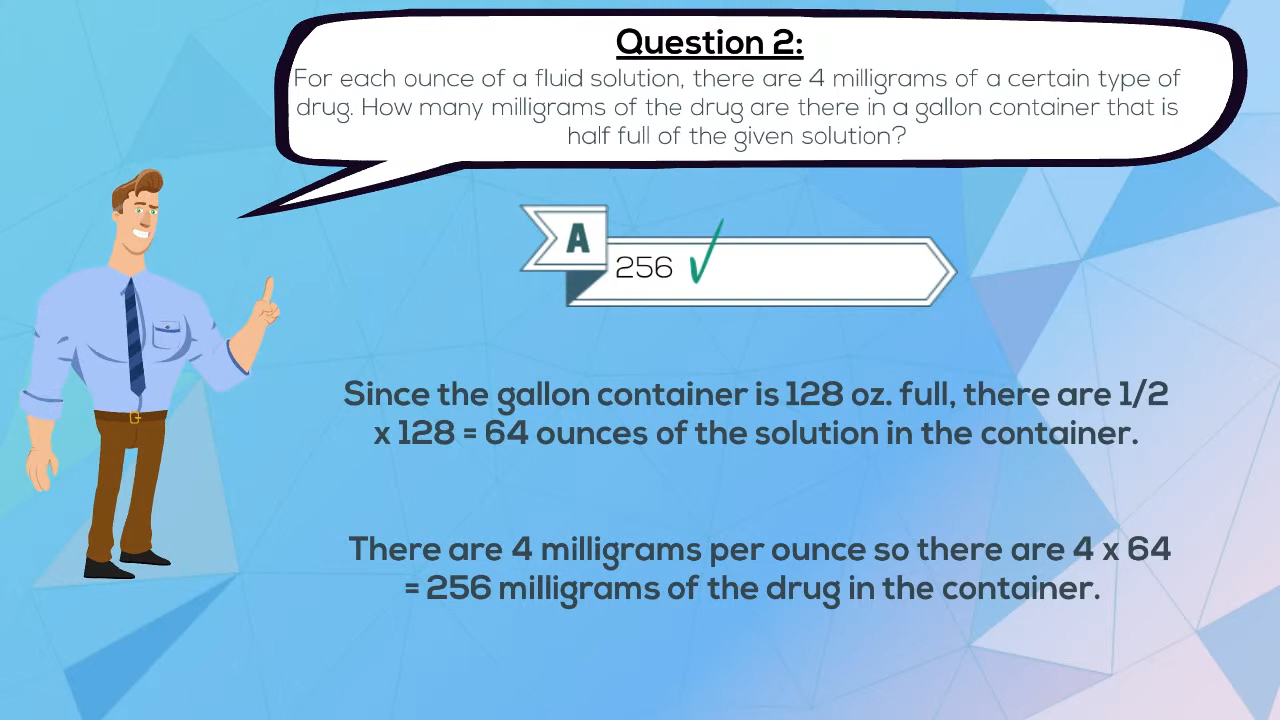 Question 2:
For each ounce of a fluid solution, there are 4 milligrams of a certain type of
drug. How many milligrams of the drug are there in a gallon container that is
half full of the given solution?
A
256
Since the gallon container is 128 oz. full, there are 1/2
x 128 = 64 ounces of the solution in the container.
There are 4 milligrams per ounce so there are 4 x 64
= 256 milligrams of the drug in the container.